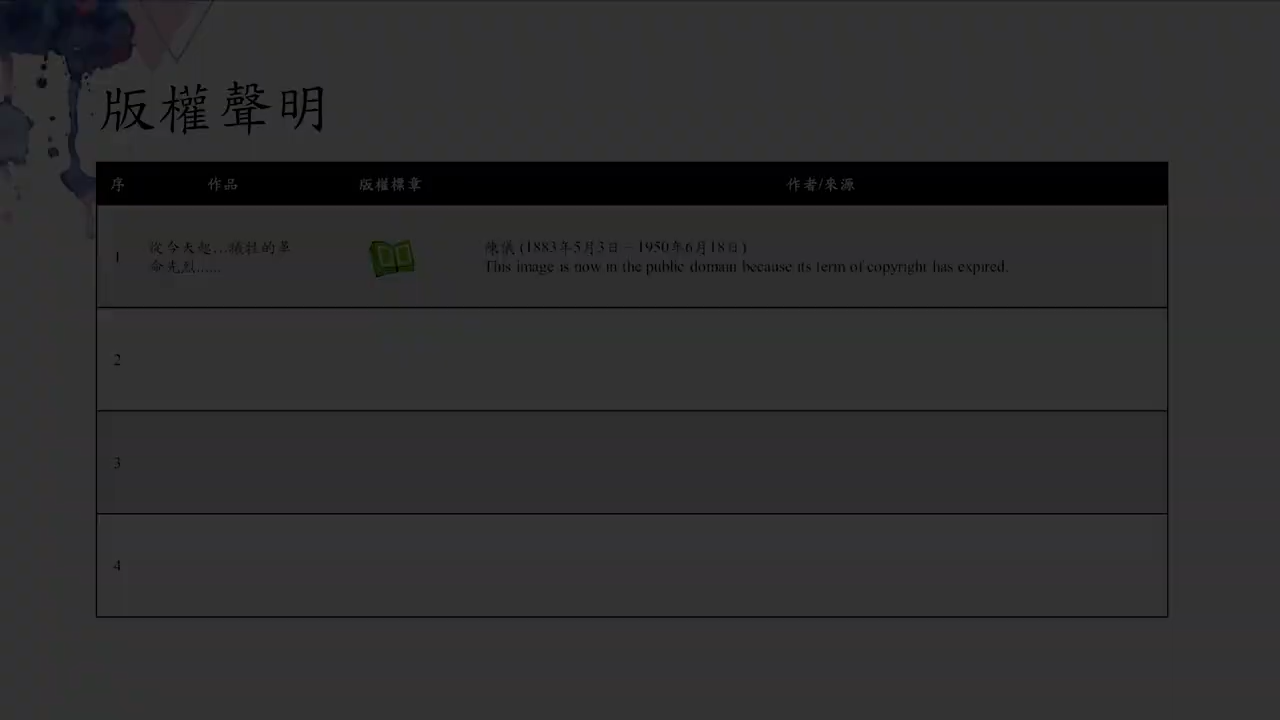 版權聲明
序 作品 版權標章 作者/來源
1 從今天起…犧牲的革
命先烈……
陳儀 (1883年5月3日－1950年6月18日)
This image is now in the public domain because its term of copyright has expired.
2
3
4